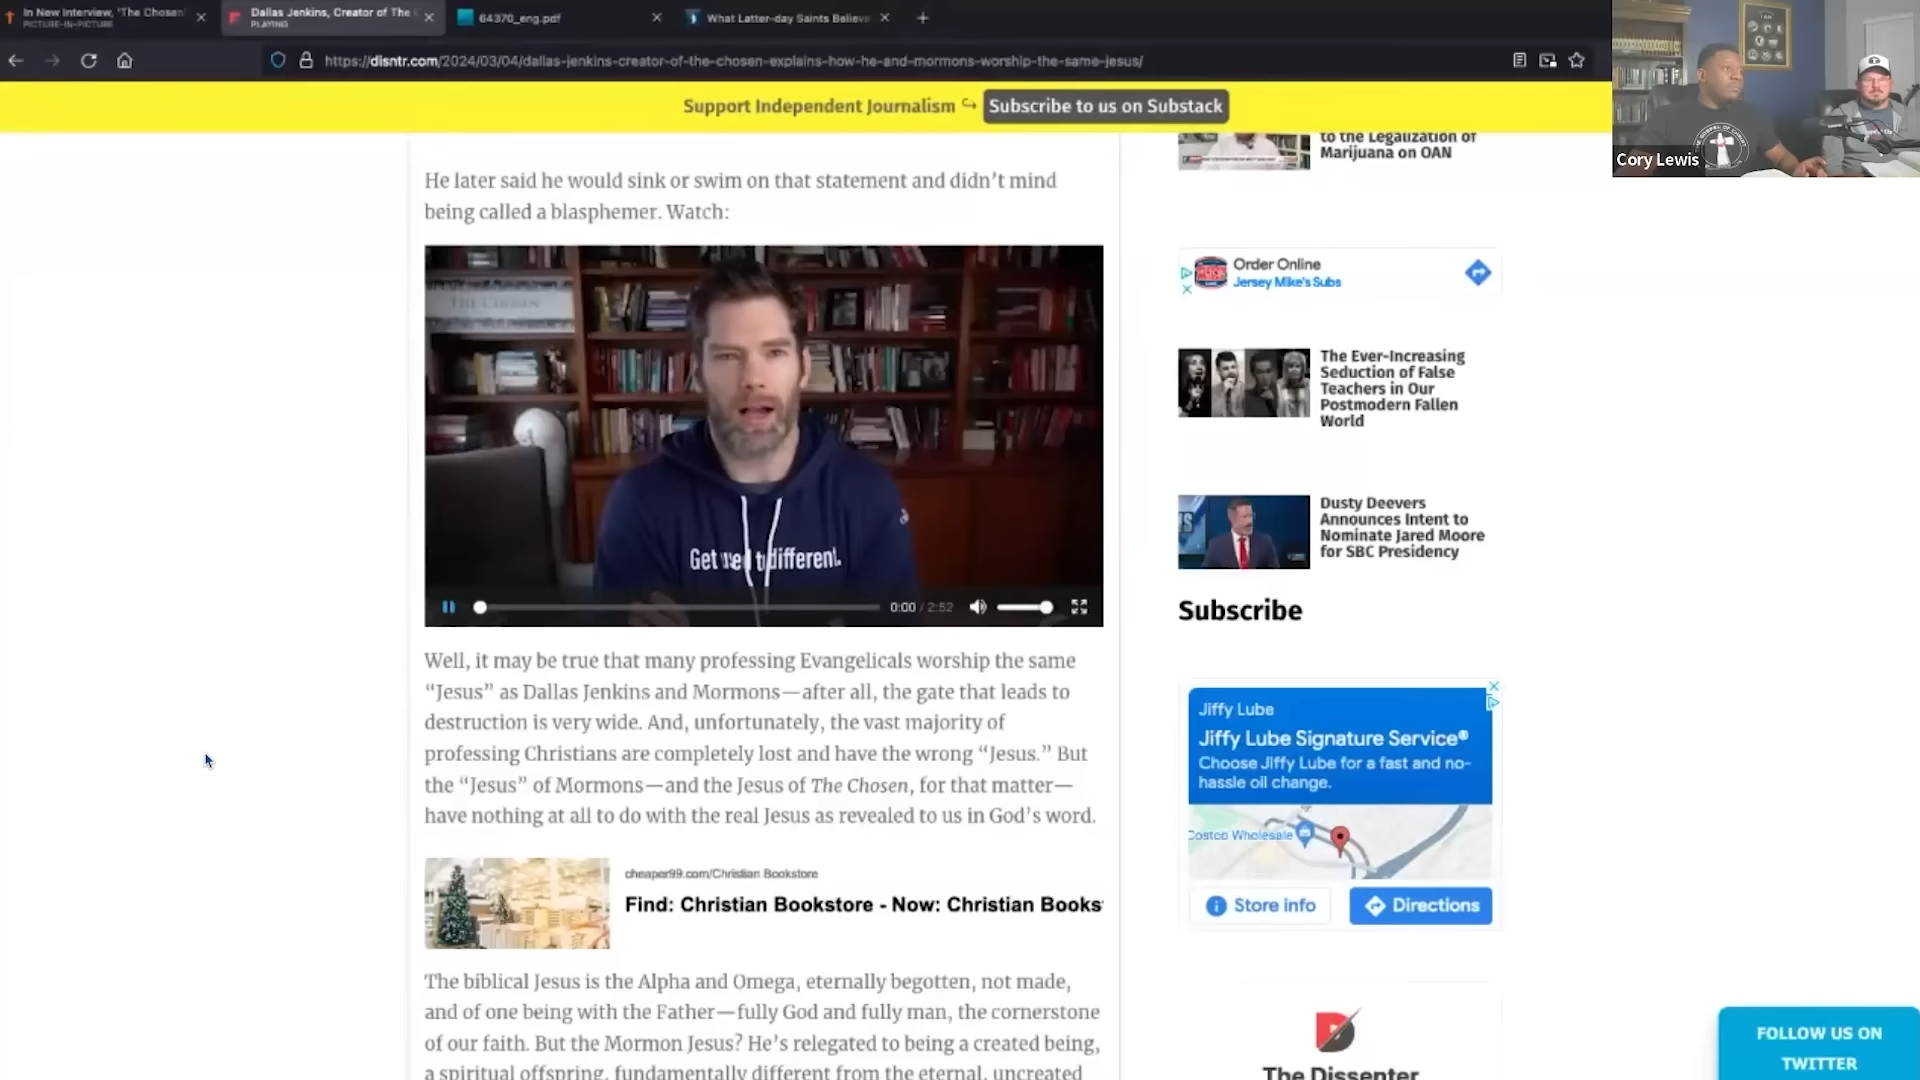 In New Interview, 'The Chosen
PICTURE-IN-PICTURE
Dallas Jenkins, Creator of The
PLAYING
64370_eng.pdf
What Latter-day Saints Believe
https://disntr.com/2024/03/04/dallas-jenkins-creator-of-the-chosen-explains-how-he-and-mormons-worship-the-same-jesus/
Cory Lewis
Support Independent Journalism ↪ Subscribe to us on Substack
He later said he would sink or swim on that statement and didn't mind
being called a blasphemer. Watch:
THE CHOSEN
Get used to different.
0:00 / 2:52
Well, it may be true that many professing Evangelicals worship the same
“Jesus” as Dallas Jenkins and Mormons—after all, the gate that leads to
destruction is very wide. And, unfortunately, the vast majority of
professing Christians are completely lost and have the wrong “Jesus.” But
the “Jesus” of Mormons—and the Jesus of The Chosen, for that matter—
have nothing at all to do with the real Jesus as revealed to us in God's word.
cheaper99.com/Christian Bookstore
Find: Christian Bookstore - Now: Christian Books
The biblical Jesus is the Alpha and Omega, eternally begotten, not made,
and of one being with the Father—fully God and fully man, the cornerstone
of our faith. But the Mormon Jesus? He's relegated to being a created being,
a spiritual offspring, fundamentally different from the eternal, uncreated
to the Legalization of
Marijuana on OAN
Order Online
Jersey Mike's Subs
The Ever-Increasing
Seduction of False
Teachers in Our
Postmodern Fallen
World
Dusty Deevers
Announces Intent to
Nominate Jared Moore
for SBC Presidency
Subscribe
Jiffy Lube
Jiffy Lube Signature Service®
Choose Jiffy Lube for a fast and no-
hassle oil change.
Costco Wholesale
Store info
Directions
The Dissenter
FOLLOW US ON
TWITTER